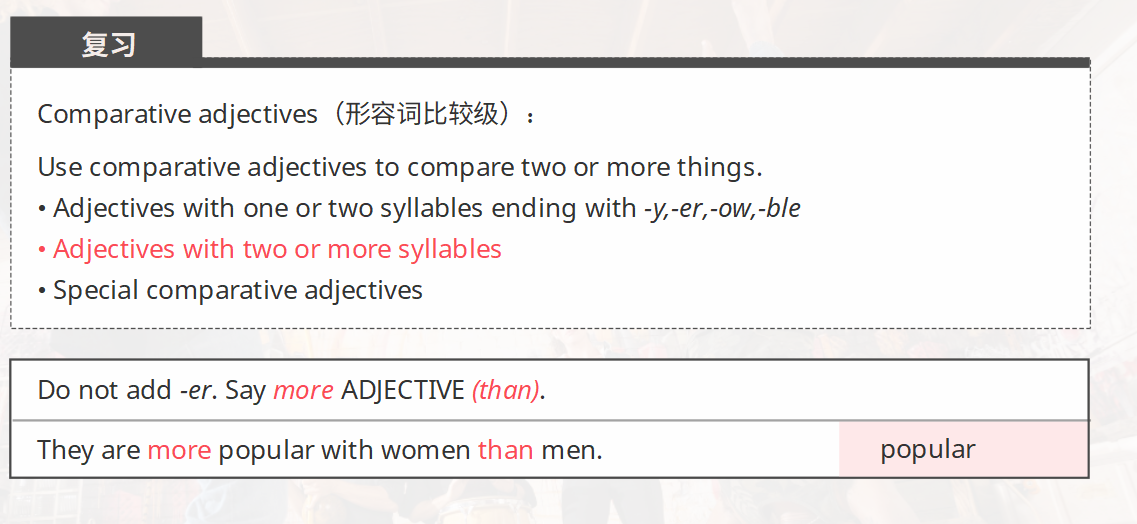 复习
Comparative adjectives（形容词比较级）：
Use comparative adjectives to compare two or more things.
• Adjectives with one or two syllables ending with -y,-er,-ow,-ble
• Adjectives with two or more syllables
• Special comparative adjectives
Do not add -er. Say more ADJECTIVE (than).
They are more popular with women than men.
popular